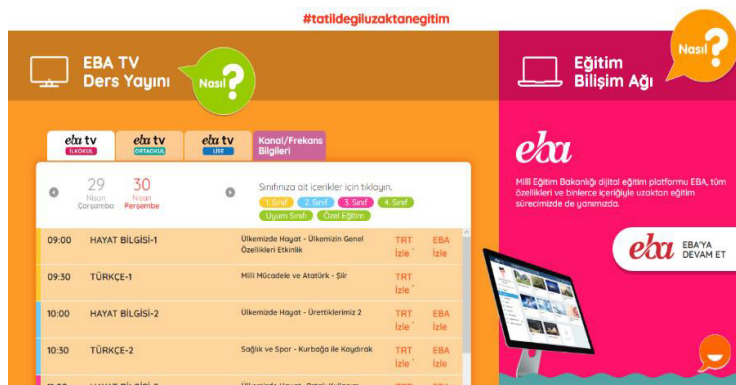 #tatildegiluzaktanegitim
EBA TV
Ders Yayını
Nasıl?
Eğitim
Bilişim Ağı
Nasıl?
eba tv
İLKOKUL
eba tv
ORTAOKUL
eba tv
LİSE
Kanal/Frekans
Bilgileri
29
Nisan
Çarşamba
30
Nisan
Perşembe
Sınıfınıza ait içerikler için tıklayın.
1. Sınıf 2. Sınıf 3. Sınıf 4. Sınıf
Uyum Sınıfı Özel Eğitim
09:00 HAYAT BİLGİSİ-1 Ülkemizde Hayat - Ülkemizin Genel
Özellikleri Etkinlik
TRT
İzle
EBA
İzle
09:30 TÜRKÇE-1 Milli Mücadele ve Atatürk - Şiir
TRT
İzle
10:00 HAYAT BİLGİSİ-2 Ülkemizde Hayat - Ürettiklerimiz 2
TRT
İzle
EBA
İzle
10:30 TÜRKÇE-2 Sağlık ve Spor - Kurbağa ile Kaydırak
TRT
İzle
EBA
İzle
eba
Millî Eğitim Bakanlığı dijital eğitim platformu EBA, tüm
özellikleri ve binlerce içeriğiyle uzaktan eğitim
sürecimizde de yanımızda.
eba
EBA'YA
DEVAM ET